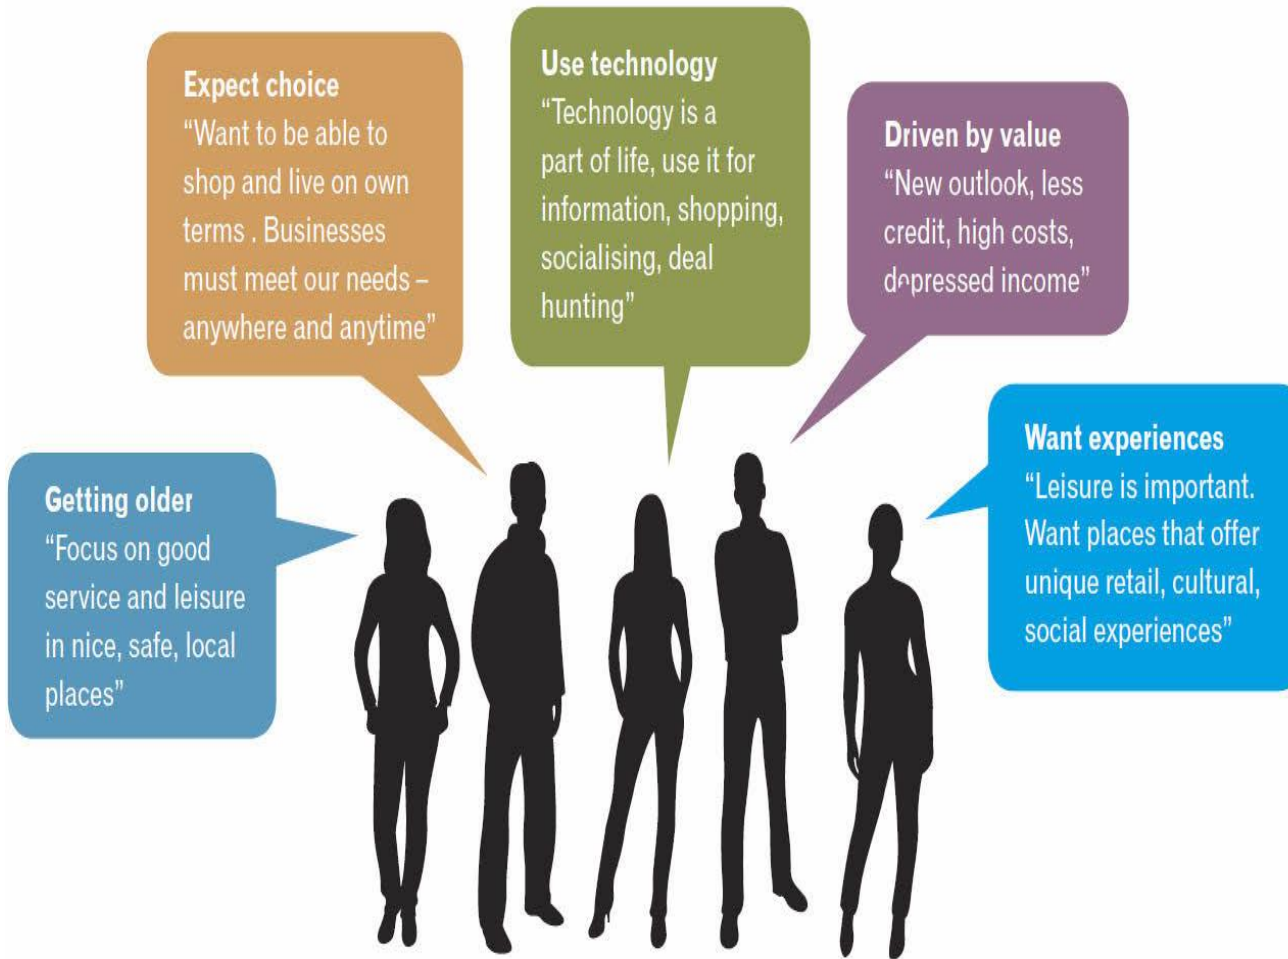 Expect choice
“Want to be able to
shop and live on own
terms . Businesses
must meet our needs –
anywhere and anytime”
Use technology
“Technology is a
part of life, use it for
information, shopping,
socialising, deal
hunting”
Driven by value
“New outlook, less
credit, high costs,
depressed income”
Getting older
“Focus on good
service and leisure
in nice, safe, local
places”
Want experiences
“Leisure is important.
Want places that offer
unique retail, cultural,
social experiences”